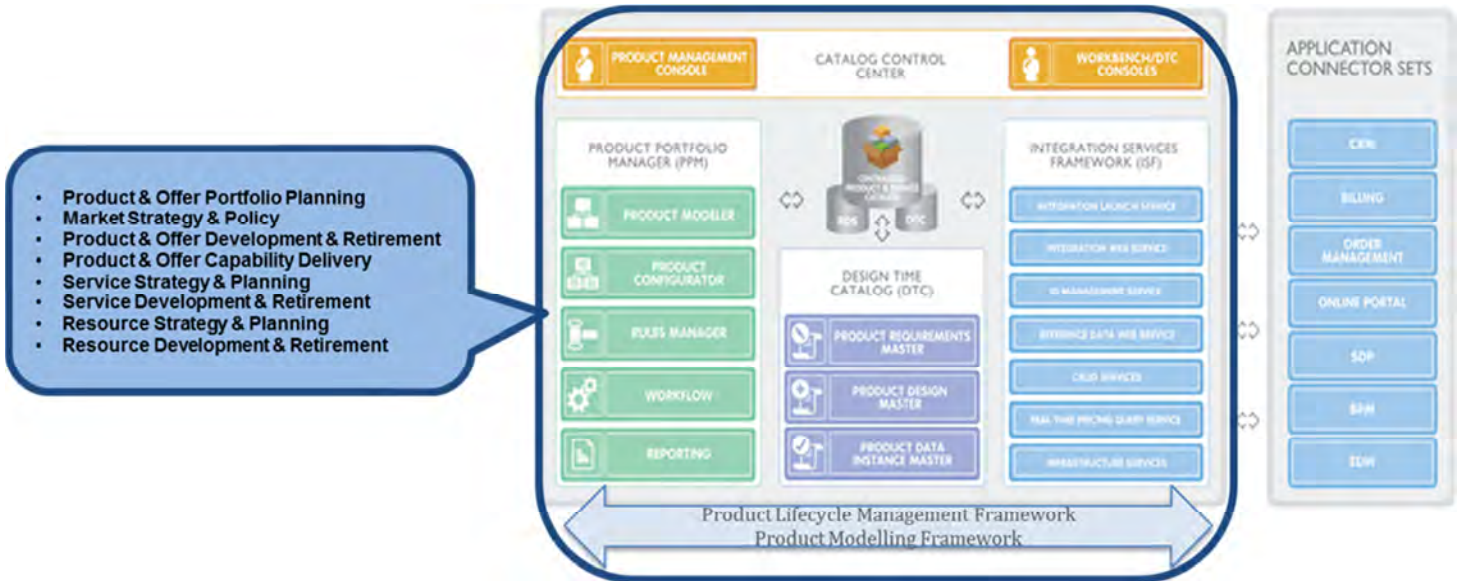 PRODUCT MANAGEMENT
CONSOLE
CATALOG CONTROL
CENTER
WORKBENCH/DTC
CONSOLES
APPLICATION
CONNECTOR SETS
• Product & Offer Portfolio Planning
• Market Strategy & Policy
• Product & Offer Development & Retirement
• Product & Offer Capability Delivery
• Service Strategy & Planning
• Service Development & Retirement
• Resource Strategy & Planning
• Resource Development & Retirement
PRODUCT PORTFOLIO
MANAGER (PPM)
PRODUCT MODELER
PRODUCT
CONFIGURATOR
RULES MANAGER
WORKFLOW
REPORTING
PRODUCT & SERVICE
DTC
DESIGN TIME
CATALOG (DTC)
PRODUCT REQUIREMENTS
MASTER
PRODUCT DESIGN
MASTER
PRODUCT DATA
INSTANCE MASTER
INTEGRATION SERVICES
FRAMEWORK (ISF)
INTEGRATION LAUNCH SERVICE
INTEGRATION WEB SERVICE
ID MANAGEMENT SERVICE
REFERENCE DATA WEB SERVICE
CRUD SERVICES
REAL TIME PRICING QUERY SERVICE
INFRASTRUCTURE SERVICES
CRM
BILLING
ORDER
MANAGEMENT
ONLINE PORTAL
SDP
BPM
EDW
Product Lifecycle Management Framework
Product Modelling Framework